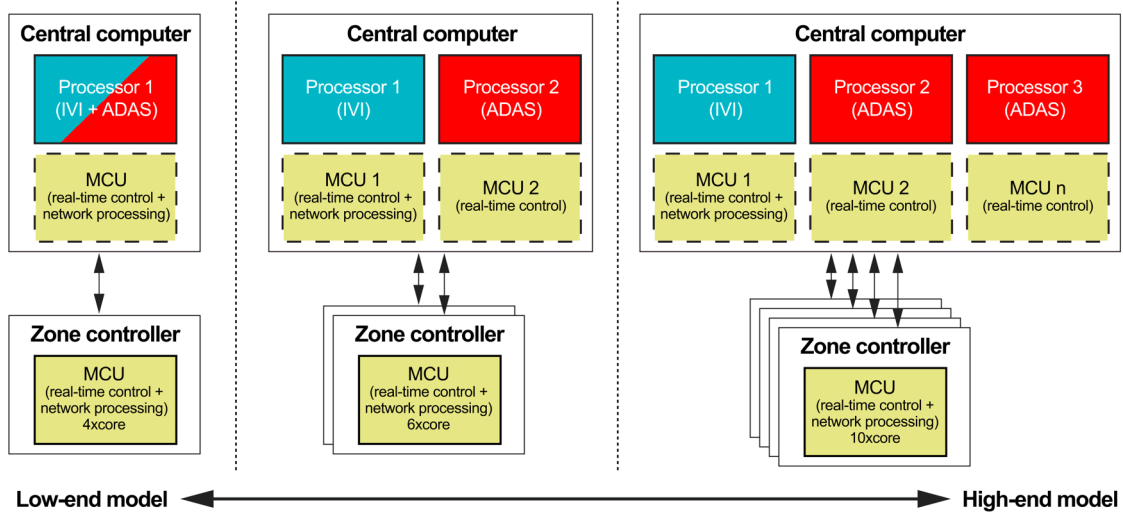 Central computer
Processor 1
(IVI + ADAS)
MCU
(real-time control +
network processing)
Zone controller
MCU
(real-time control +
network processing)
4xcore
Central computer
Processor 1
(IVI)
Processor 2
(ADAS)
MCU 1
(real-time control +
network processing)
MCU 2
(real-time control)
Zone controller
MCU
(real-time control +
network processing)
6xcore
Central computer
Processor 1
(IVI)
Processor 2
(ADAS)
Processor 3
(ADAS)
MCU 1
(real-time control +
network processing)
MCU 2
(real-time control)
MCU n
(real-time control)
Zone controller
MCU
(real-time control +
network processing)
10xcore
Low-end model
High-end model